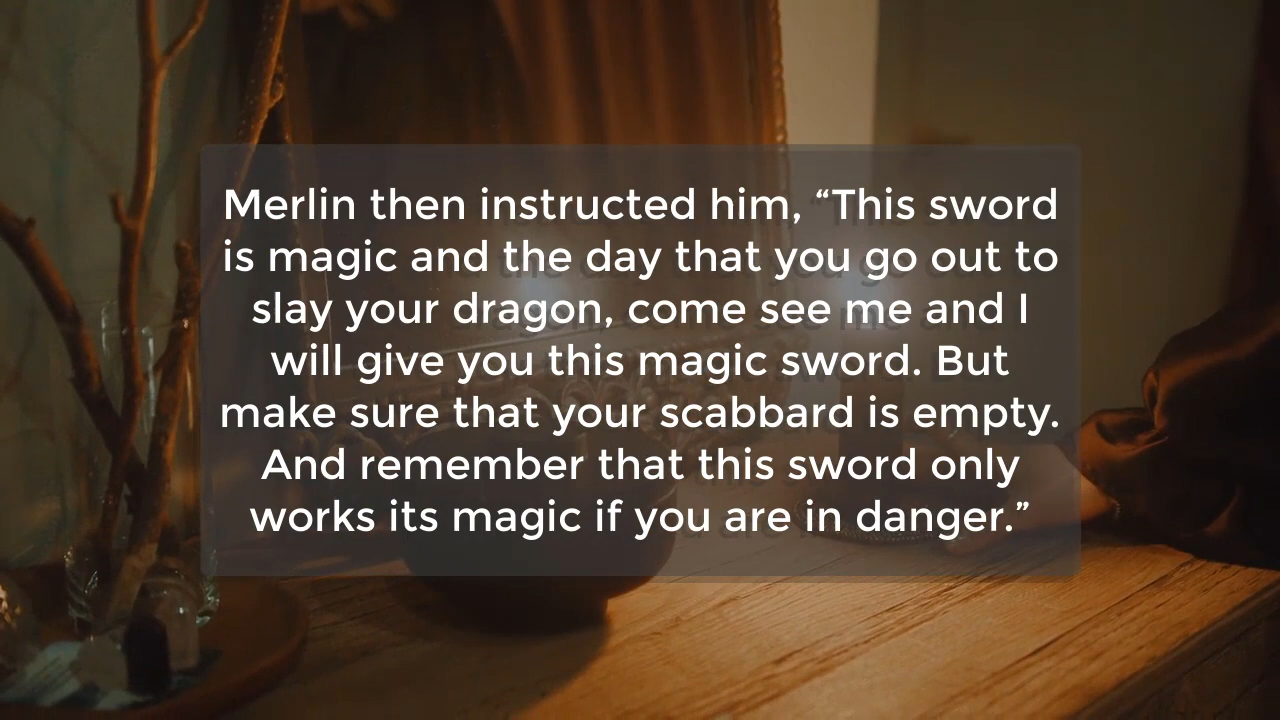 Merlin then instructed him, “This sword
is magic and the day that you go out to
slay your dragon, come see me and I
will give you this magic sword. But
make sure that your scabbard is empty.
And remember that this sword only
works its magic if you are in danger.”